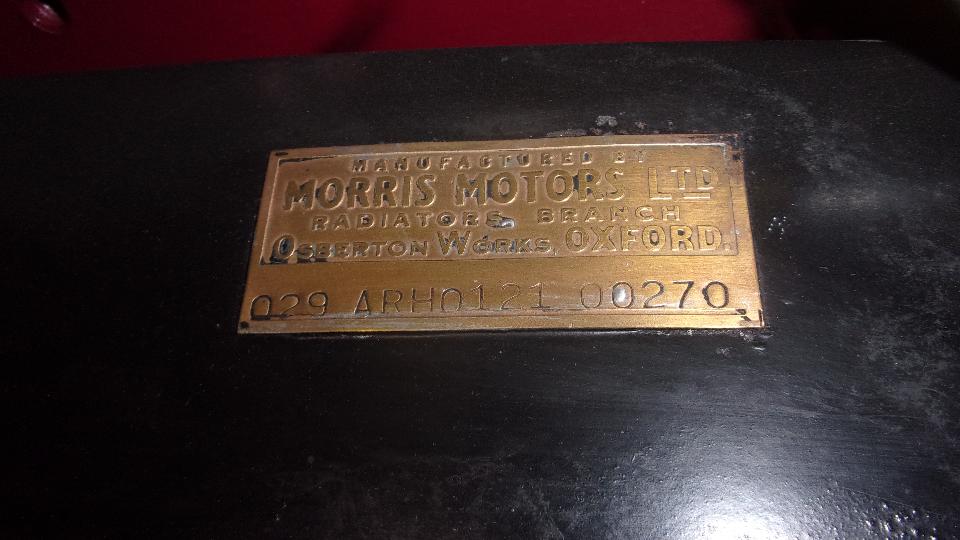 MANUFACTURED BY
MORRIS MOTORS LTD
RADIATORS BRANCH
OSBERTON WORKS, OXFORD.
029 ARH0121 00270